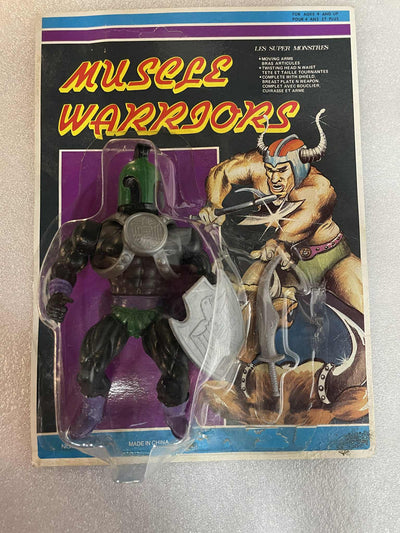 FOR AGES 4 AND UP
POUR 4 ANS ET PLUS
LES SUPER MONSTRES
MUSCLE
WARRIORS
•MOVING ARMS
BRAS ARTICULES
•TWISTING HEAD N WAIST
TETE ET TAILLE TOURNANTES
•COMPLETE WITH SHIELD,
BREAST PLATE N WEAPON.
COMPLET AVEC BOUCLIER,
CUIRASSE ET ARME
MADE IN CHINA